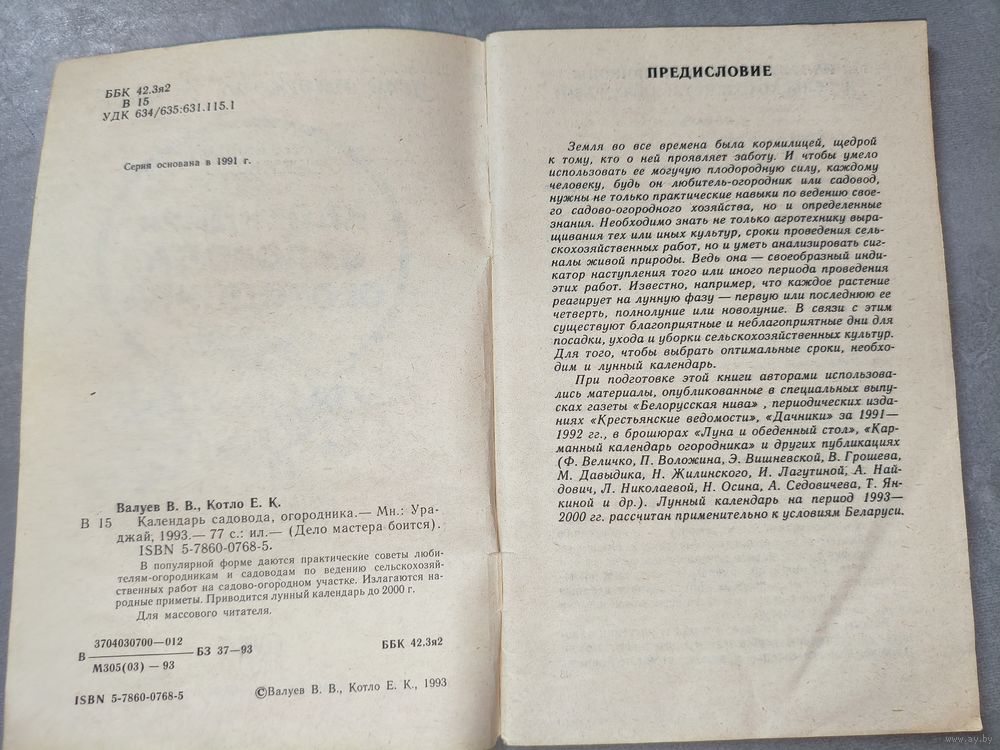 ББК 42.3я2
В 15
УДК 634/635:631.115.1
Серия основана в 1991 г.
Валуев В. В., Котло Е. К.
В 15 Календарь садовода, огородника.— Мн.: Ура-
джай, 1993.— 77 с.: ил.— (Дело мастера боится).
ISBN 5-7860-0768-5.
В популярной форме даются практические советы люби-
телям-огородникам и садоводам по ведению сельскохозяй-
ственных работ на садово-огородном участке. Излагаются на-
родные приметы. Приводится лунный календарь до 2000 г.
Для массового читателя.
3704030700—012
В БЗ 37—93 ББК 42.3я2
М305(03) — 93
ISBN 5-7860-0768-5 ©Валуев В. В., Котло Е. К., 1993
ПРЕДИСЛОВИЕ
Земля во все времена была кормилицей, щедрой
к тому, кто о ней проявляет заботу. И чтобы умело
использовать ее могучую плодородную силу, каждому
человеку, будь он любитель-огородник или садовод,
нужны не только практические навыки по ведению свое-
го садово-огородного хозяйства, но и определенные
знания. Необходимо знать не только агротехнику выра-
щивания тех или иных культур, сроки проведения сель-
скохозяйственных работ, но и уметь анализировать сиг-
налы живой природы. Ведь она — своеобразный инди-
катор наступления того или иного периода проведения
этих работ. Известно, например, что каждое растение
реагирует на лунную фазу — первую или последнюю ее
четверть, полнолуние или новолуние. В связи с этим
существуют благоприятные и неблагоприятные дни для
посадки, ухода и уборки сельскохозяйственных культур.
Для того, чтобы выбрать оптимальные сроки, необхо-
дим и лунный календарь.
При подготовке этой книги авторами использова-
лись материалы, опубликованные в специальных выпу-
сках газеты «Белорусская нива» , периодических изда-
ниях «Крестьянские ведомости», «Дачники» за 1991—
1992 гг., в брошюрах «Луна и обеденный стол», «Кар-
манный календарь огородника» и других публикациях
(Ф. Величко, П. Воложина, Э. Вишневской, В. Грошева,
М. Давыдика, Н. Жилинского, И. Лагутиной, А. Най-
дович, Л. Николаевой, Н. Осина, А. Седовичева, Т. Ян-
киной и др.). Лунный календарь на период 1993—
2000 гг. рассчитан применительно к условиям Беларуси.
www.ay.by